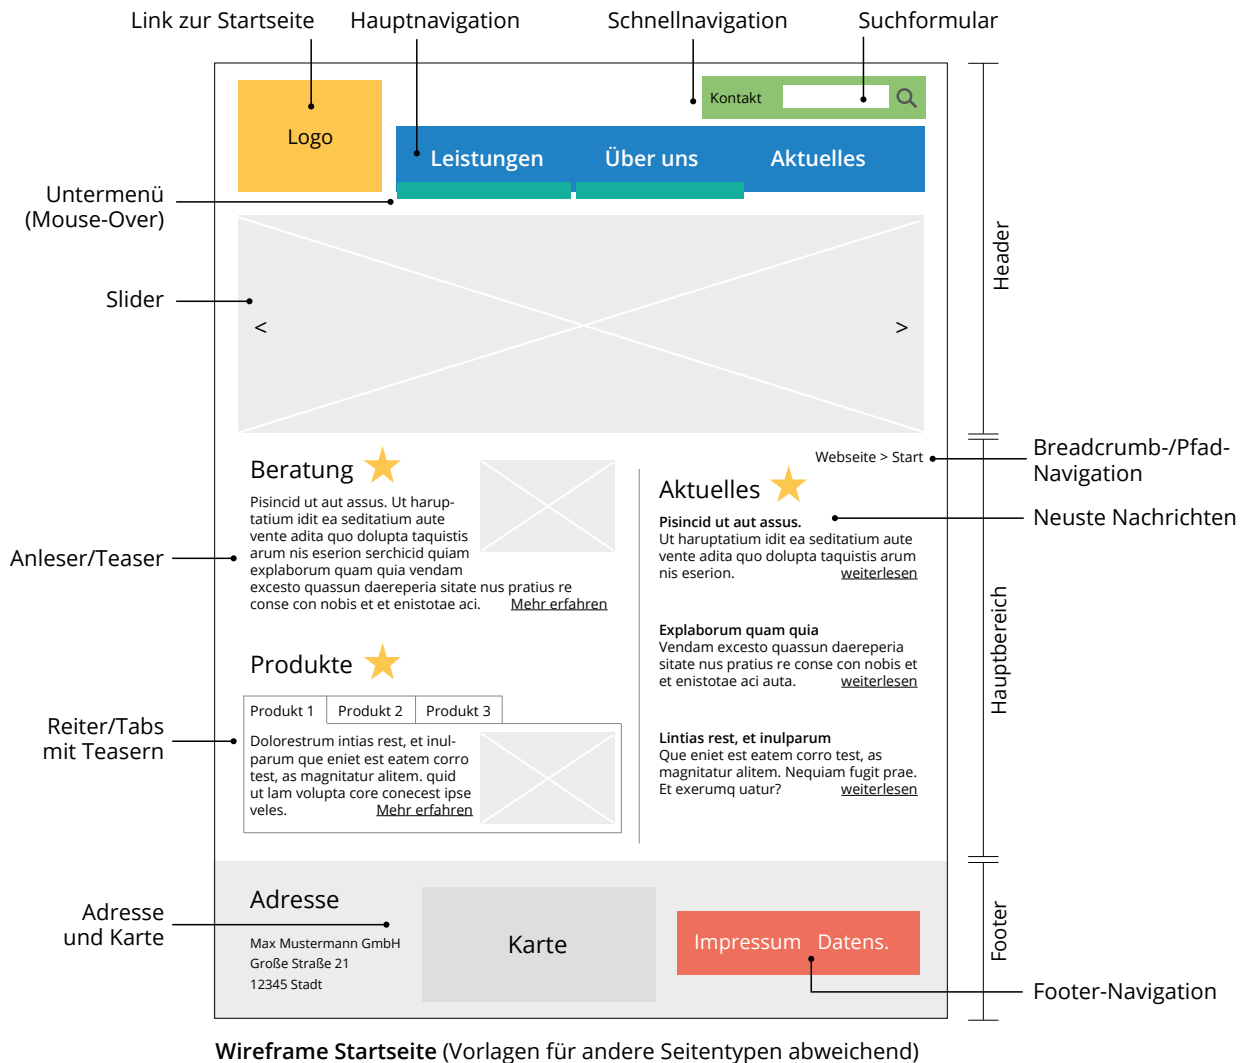 Link zur Startseite
Hauptnavigation
Schnellnavigation
Suchformular
Logo
Kontakt
Leistungen
Über uns
Aktuelles
Untermenü
(Mouse-Over)
Slider
<
>
Header
Webseite > Start
Breadcrumb-/Pfad-
Navigation
Beratung
Pisincid ut aut assus. Ut harup-
tatium idit ea seditatium aute
vente adita quo dolupta taquistis
arum nis eserion serchicid quiam
explaborum quam quia vendam
excesto quassun daereperia sitate nus pratius re
conse con nobis et et enistotae aci.
Mehr erfahren
Anleser/Teaser
Aktuelles
Neuste Nachrichten
Pisincid ut aut assus.
Ut haruptatium idit ea seditatium aute
vente adita quo dolupta taquistis arum
nis eserion.
weiterlesen
Explaborum quam quia
Vendam excesto quassun daereperia
sitate nus pratius re conse con nobis et
et enistotae aci auta.
weiterlesen
Lintias rest, et inulparum
Que eniet est eatem corro test, as
magnitatur alitem. Nequiam fugit prae.
Et exerumq uatur?
weiterlesen
Hauptbereich
Produkte
Produkt 1
Produkt 2
Produkt 3
Dolorestrum intias rest, et inul-
parum que eniet est eatem corro
test, as magnitatur alitem. quid
ut lam volupta core conecest ipse
veles.
Mehr erfahren
Reiter/Tabs
mit Teasern
Adresse
und Karte
Adresse
Max Mustermann GmbH
Große Straße 21
12345 Stadt
Karte
Impressum
Datens.
Footer
Footer-Navigation
Wireframe Startseite (Vorlagen für andere Seitentypen abweichend)